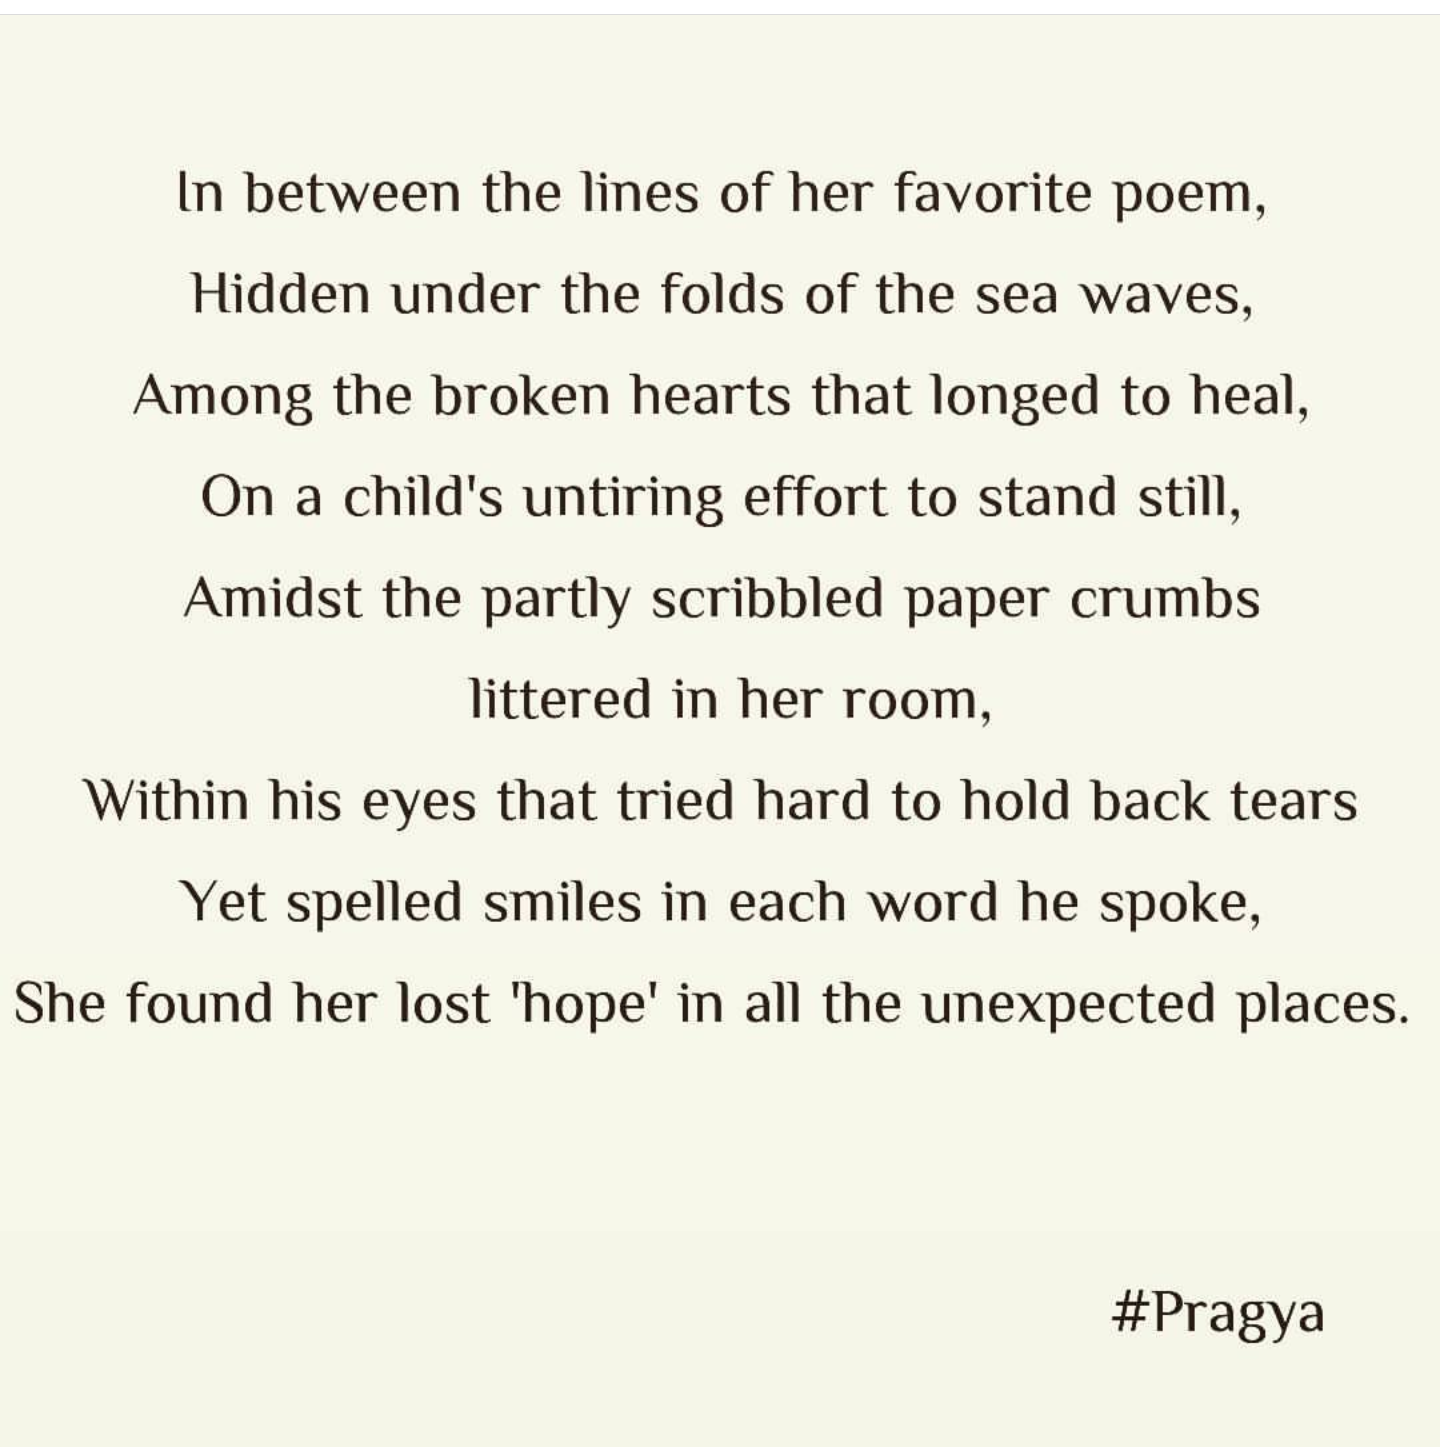 In between the lines of her favorite poem,
Hidden under the folds of the sea waves,
Among the broken hearts that longed to heal,
On a child's untiring effort to stand still,
Amidst the partly scribbled paper crumbs
littered in her room,
Within his eyes that tried hard to hold back tears
Yet spelled smiles in each word he spoke,
She found her lost 'hope' in all the unexpected places.
#Pragya